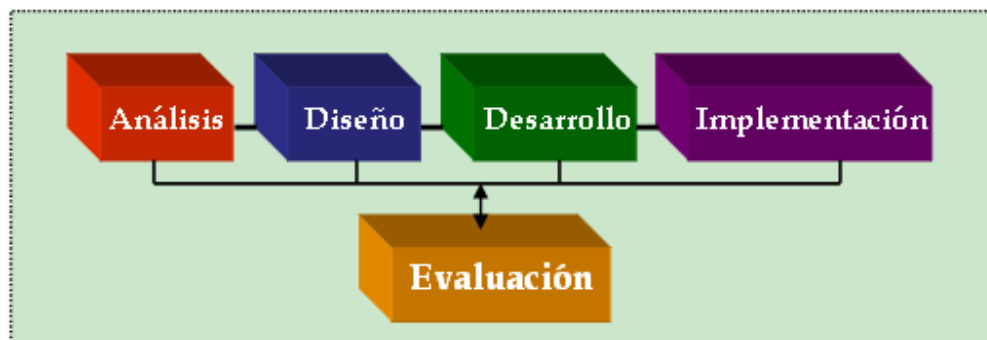 Análisis
Diseño
Desarrollo
Implementación
Evaluación